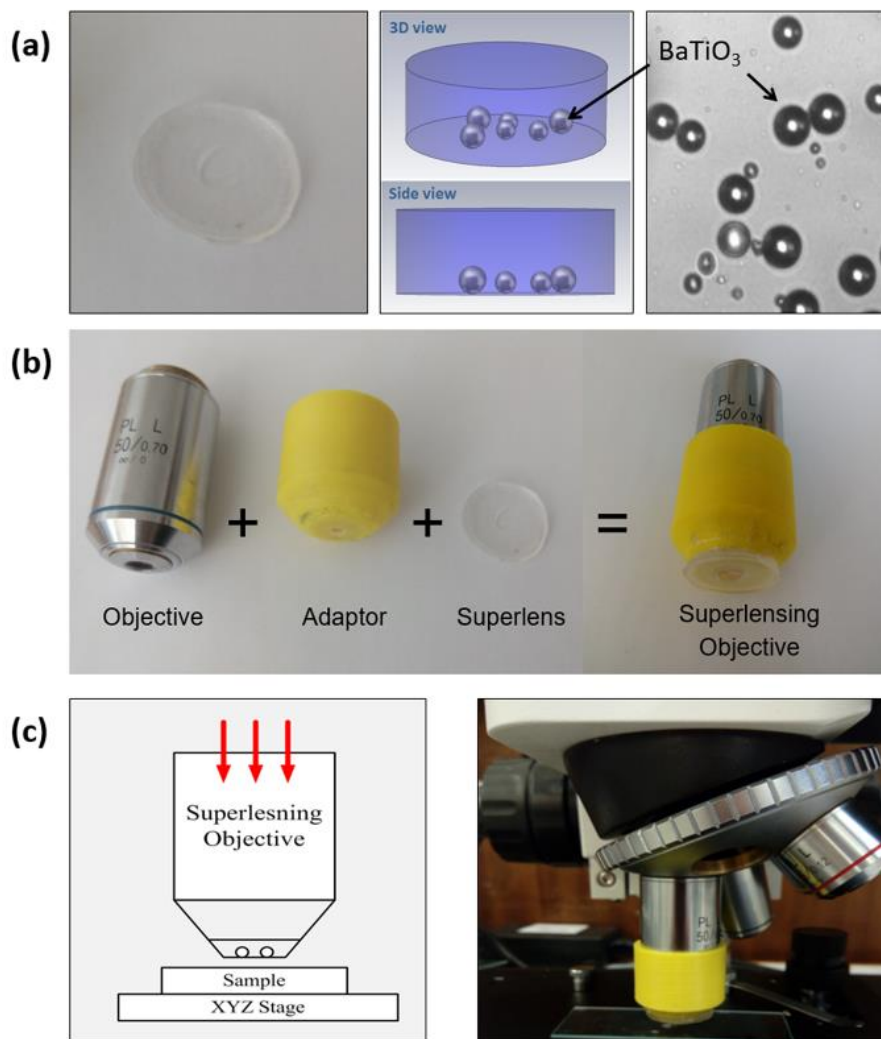 (a)
3D view
BaTiO3
Side view
(b)
PL L
50/0.70
∞/0
+
+
=
PL L
50/0.70
Objective
Adaptor
Superlens
Superlensing
Objective
(c)
Superlesning
Objective
Sample
XYZ Stage
PL
50/